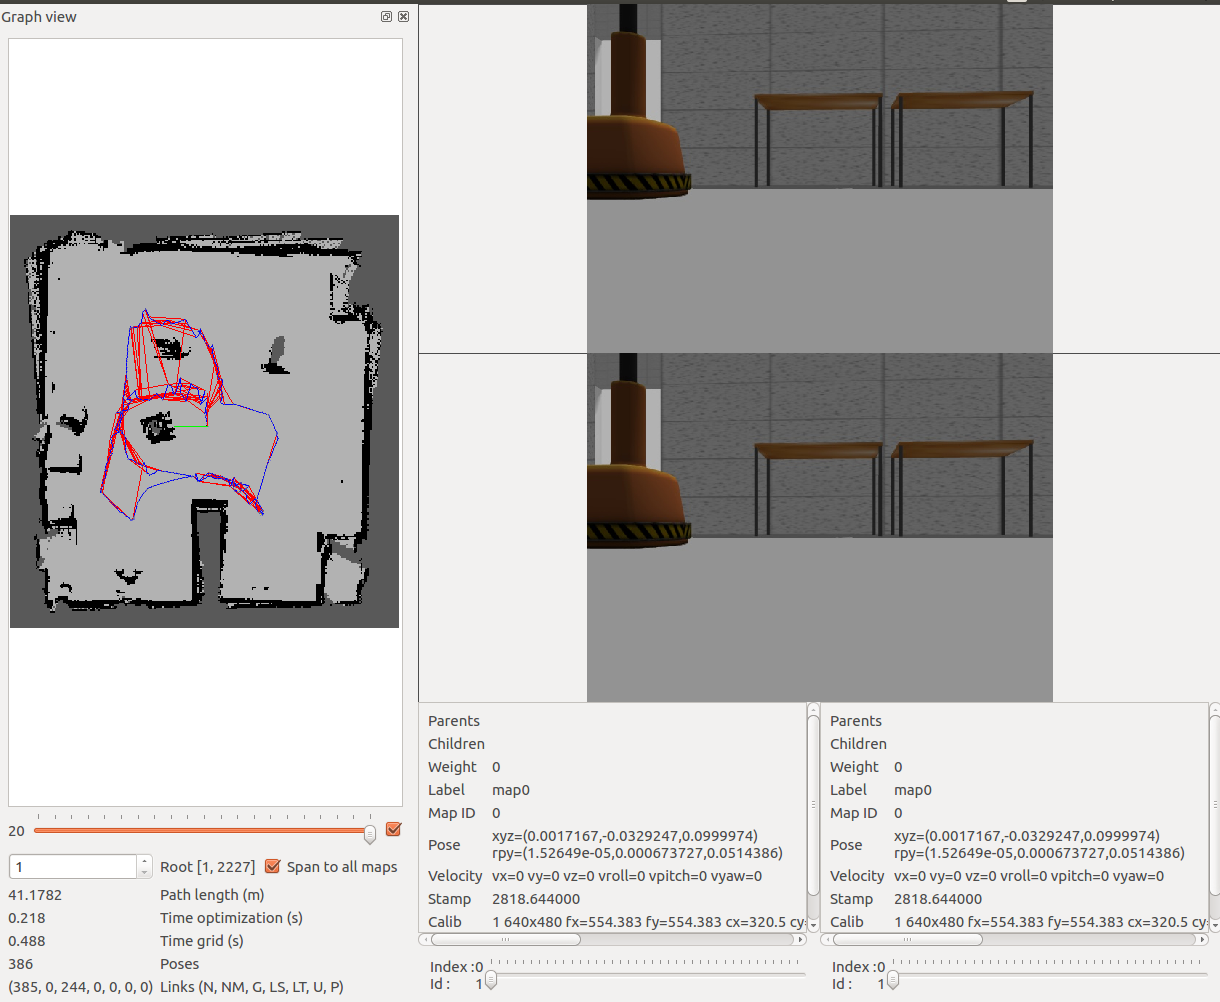 Graph view
20
1
Root [1, 2227]
Span to all maps
41.1782 Path length (m)
0.218 Time optimization (s)
0.488 Time grid (s)
386 Poses
(385, 0, 244, 0, 0, 0, 0) Links (N, NM, G, LS, LT, U, P)
Parents
Children
Weight 0
Label map0
Map ID 0
Pose xyz=(0.0017167,-0.0329247,0.0999974)
rpy=(1.52649e-05,0.000673727,0.0514386)
Velocity vx=0 vy=0 vz=0 vroll=0 vpitch=0 vyaw=0
Stamp 2818.644000
Calib 1 640x480 fx=554.383 fy=554.383 cx=320.5 cy=
Index :0
Id : 1
Parents
Children
Weight 0
Label map0
Map ID 0
Pose xyz=(0.0017167,-0.0329247,0.0999974)
rpy=(1.52649e-05,0.000673727,0.0514386)
Velocity vx=0 vy=0 vz=0 vroll=0 vpitch=0 vyaw=0
Stamp 2818.644000
Calib 1 640x480 fx=554.383 fy=554.383 cx=320.5 cy
Index :0
Id : 1